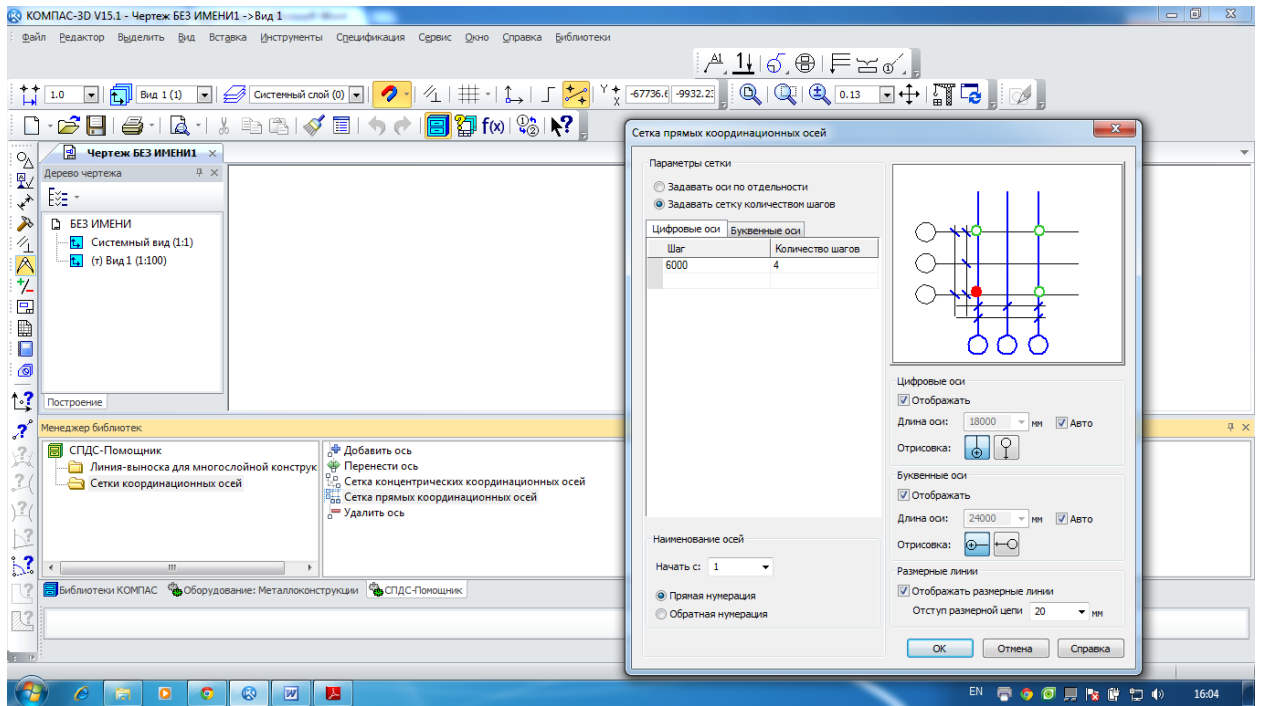 КОМПАС-3D V15.1 - Чертеж БЕЗ ИМЕНИ1 ->Вид 1
Файл Редактор Выделить Вид Вставка Инструменты Спецификация Сервис Окно Справка Библиотеки
1.0 Вид 1 (1) Системный слой (0) Y X -67736.6 -9932.23 0.13
f(x)
Чертеж БЕЗ ИМЕНИ1
Дерево чертежа
БЕЗ ИМЕНИ
Системный вид (1:1)
(т) Вид 1 (1:100)
Построение
Менеджер библиотек
СПДС-Помощник
Линия-выноска для многослойной конструк
Сетки координационных осей
Добавить ось
Перенести ось
Сетка концентрических координационных осей
Сетка прямых координационных осей
Удалить ось
Библиотеки КОМПАС Оборудование: Металлоконструкции СПДС-Помощник
Сетка прямых координационных осей
Параметры сетки
Задавать оси по отдельности
Задавать сетку количеством шагов
Цифровые оси Буквенные оси
Шаг Количество шагов
6000 4
Наименование осей
Начать с: 1
Прямая нумерация
Обратная нумерация
Цифровые оси
Отображать
Длина оси: 18000 мм Авто
Отрисовка:
Буквенные оси
Отображать
Длина оси: 24000 мм Авто
Отрисовка:
Размерные линии
Отображать размерные линии
Отступ размерной цепи 20 мм
ОК Отмена Справка
EN 16:04